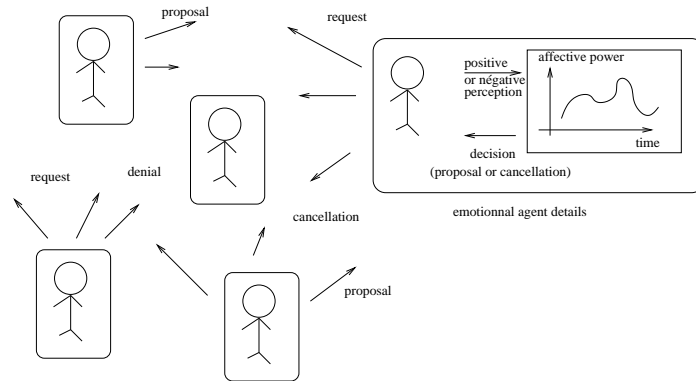 proposal
request
positive
or négative
perception
affective power
time
decision
(proposal or cancellation)
emotionnal agent details
request
denial
cancellation
proposal